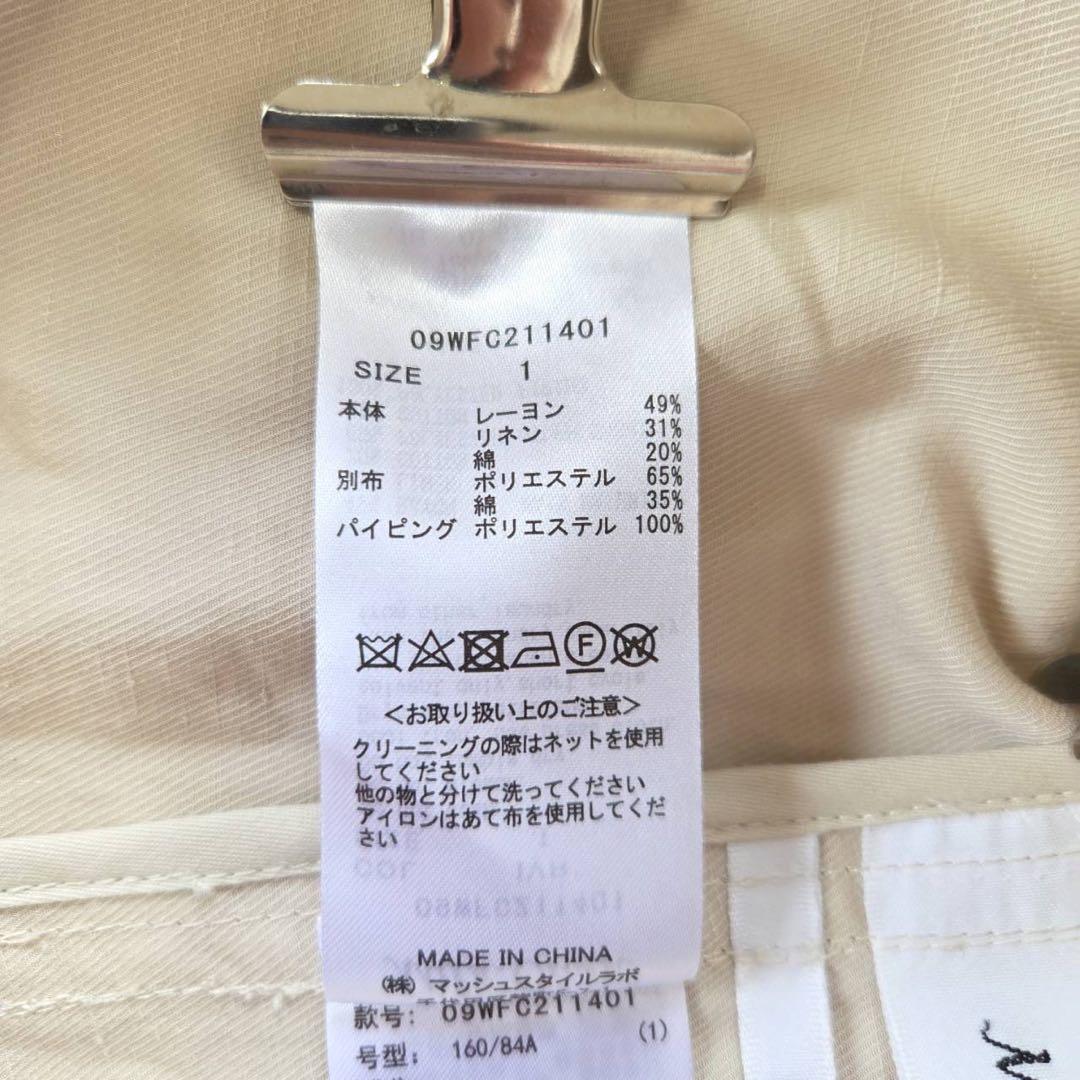 09WFC211401
SIZE 1
本体 レーヨン 49%
リネン 31%
綿 20%
別布 ポリエステル 65%
綿 35%
パイピング ポリエステル 100%
F W
<お取り扱い上のご注意>
クリーニングの際はネットを使用
してください
他の物と分けて洗ってください
アイロンはあて布を使用してくだ
さい
MADE IN CHINA
(株) マッシュスタイルラボ
款号: 09WFC211401
号型: 160/84A (1)